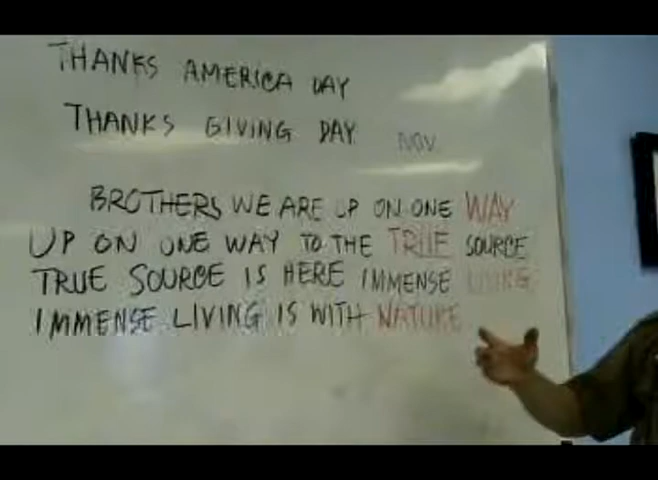 THANKS AMERICA DAY
THANKS GIVING DAY NOV
BROTHERS WE ARE UP ON ONE WAY
UP ON ONE WAY TO THE TRUE SOURCE
TRUE SOURCE IS HERE IMMENSE LIVING
IMMENSE LIVING IS WITH NATURE